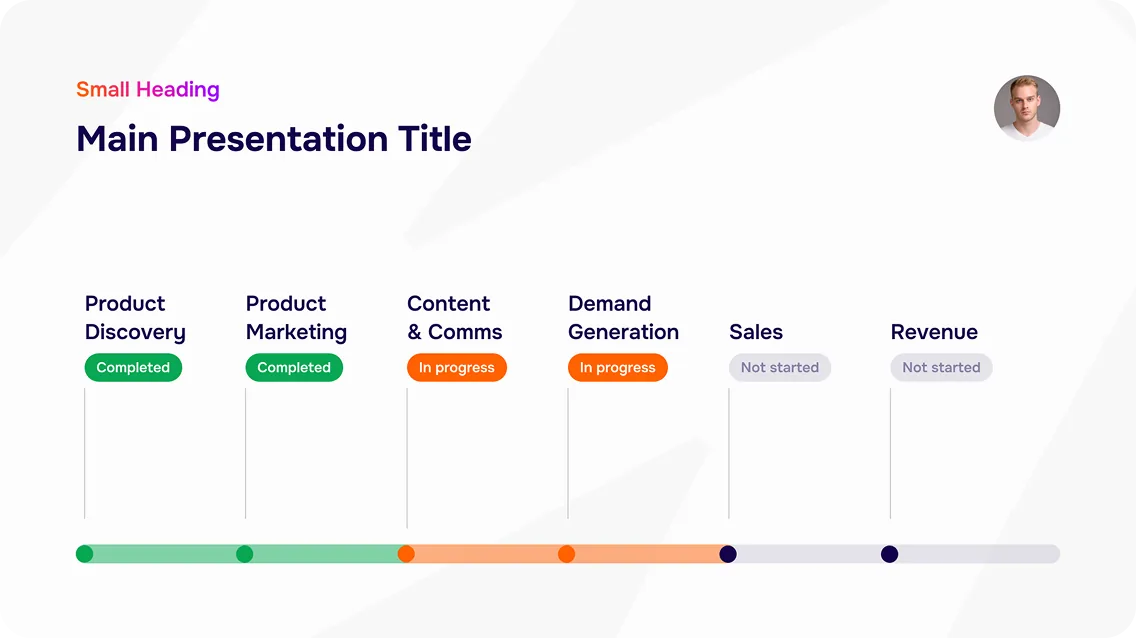 Small Heading
Main Presentation Title
Product
Discovery
Completed
Product
Marketing
Completed
Content
& Comms
In progress
Demand
Generation
In progress
Sales
Not started
Revenue
Not started